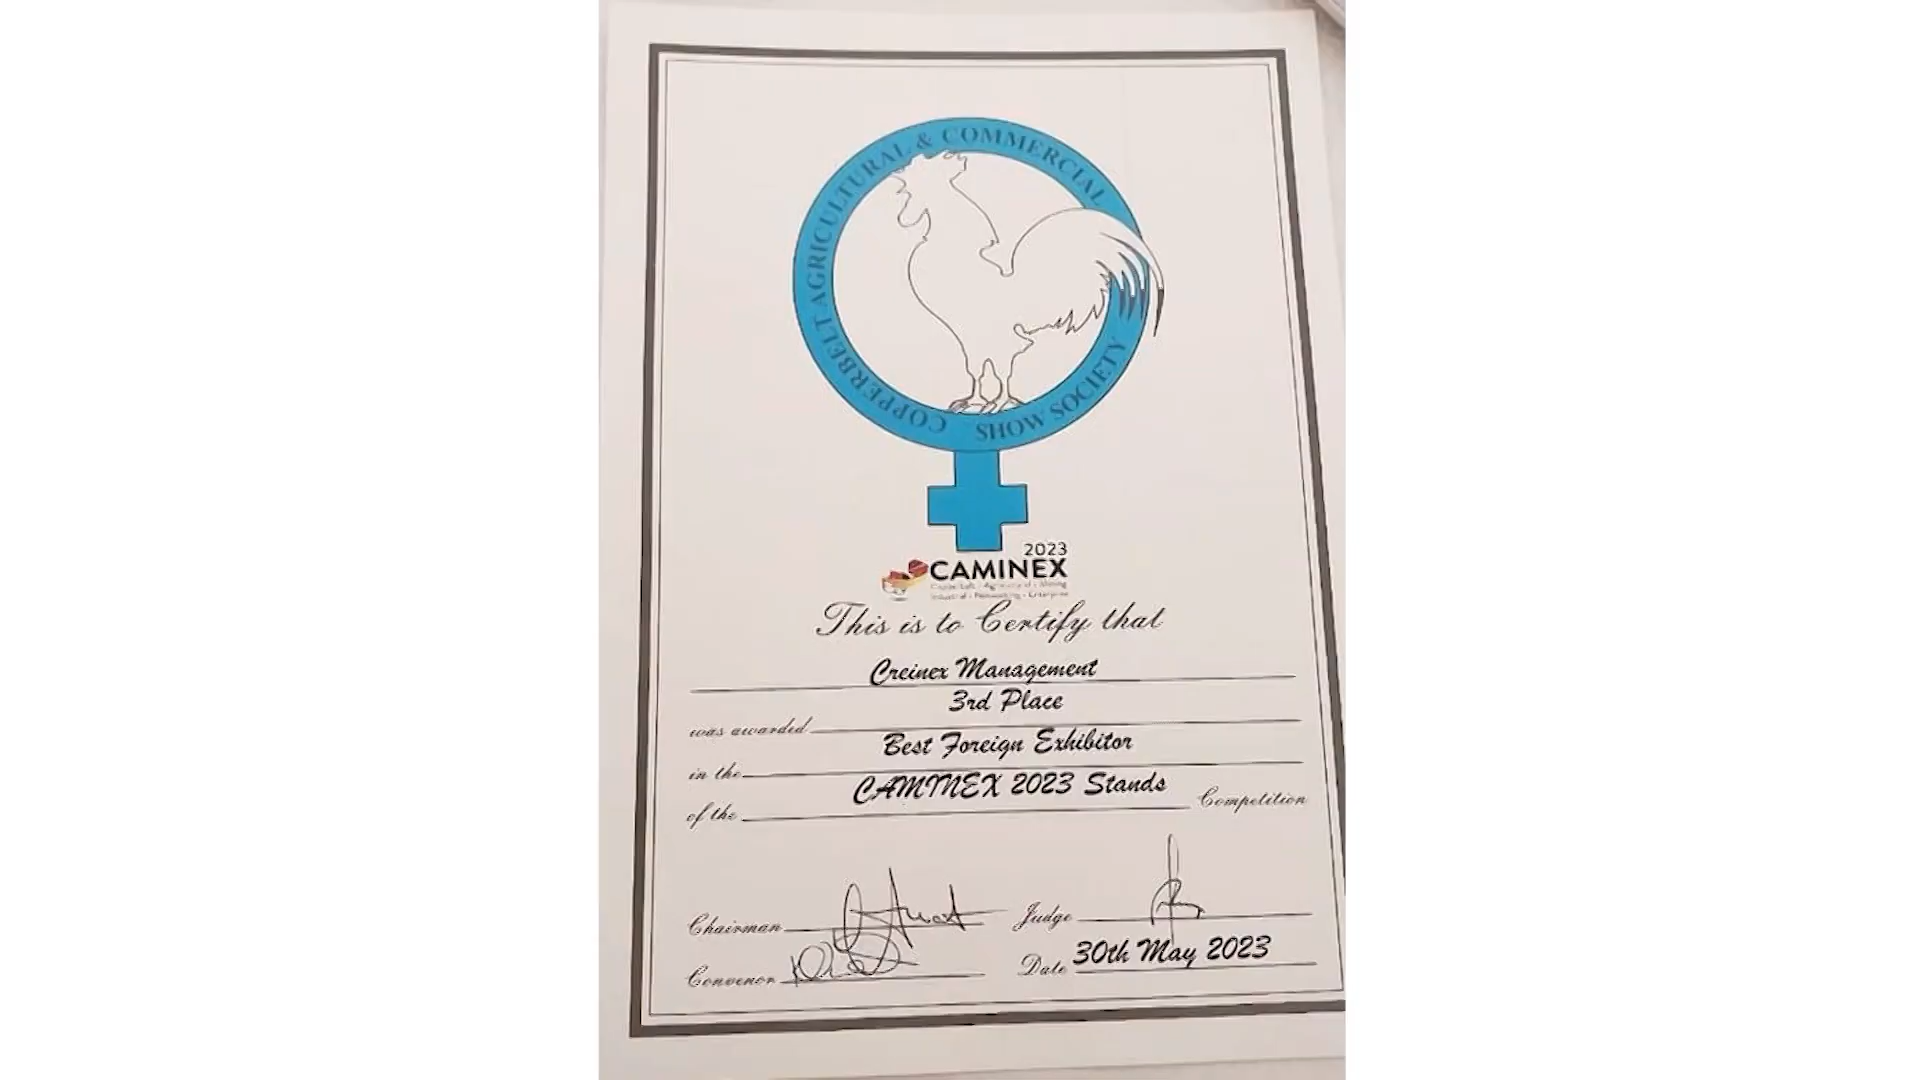 COPPERBELT AGRICULTURAL & COMMERCIAL SHOW SOCIETY
2023
CAMINEX
This is to Certify that
Creinex Management
3rd Place
was awarded
Best Foreign Exhibitor
in the
CAMINEX 2023 Stands
of the Competition
Chairman Judge
Convenor Date 30th May 2023